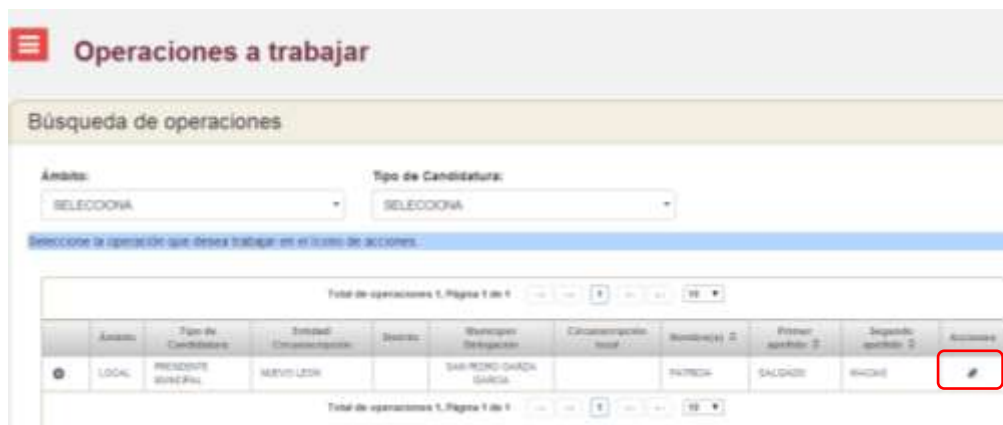 Operaciones a trabajar
Búsqueda de operaciones
Ámbito: Tipo de Candidatura:
SELECCIONA SELECCIONA
Seleccione la operación que desea trabajar en el ícono de acciones.
Total de operaciones 1, Página 1 de 1 1 10
Ámbito Tipo de Candidatura Entidad/Circunscripción Distrito Municipio/Delegación Circunscripción local Nombre(s) Primer apellido Segundo apellido Acciones
LOCAL PRESIDENTE MUNICIPAL NUEVO LEON SAN PEDRO GARZA GARCIA PATRICIA SALGADO
Total de operaciones 1, Página 1 de 1 1 10